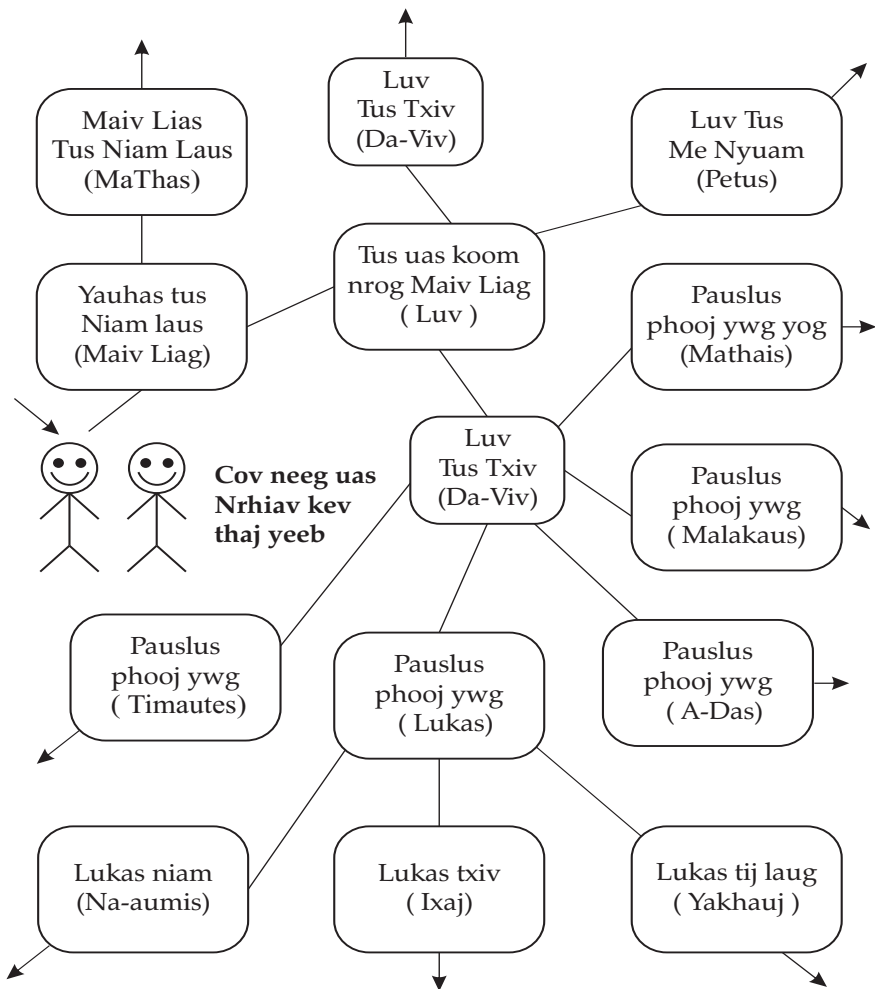 Maiv Lias
Tus Niam Laus
(MaThas)
Luv
Tus Txiv
(Da-Viv)
Luv Tus
Me Nyuam
(Petus)
Yauhas tus
Niam laus
(Maiv Liag)
Tus uas koom
nrog Maiv Liag
( Luv )
Pauslus
phooj ywg yog
(Mathais)
Cov neeg uas
Nrhiav kev
thaj yeeb
Luv
Tus Txiv
(Da-Viv)
Pauslus
phooj ywg
( Malakaus)
Pauslus
phooj ywg
( Timautes)
Pauslus
phooj ywg
( Lukas)
Pauslus
phooj ywg
( A-Das)
Lukas niam
(Na-aumis)
Lukas txiv
( Ixaj)
Lukas tij laug
( Yakhauj )